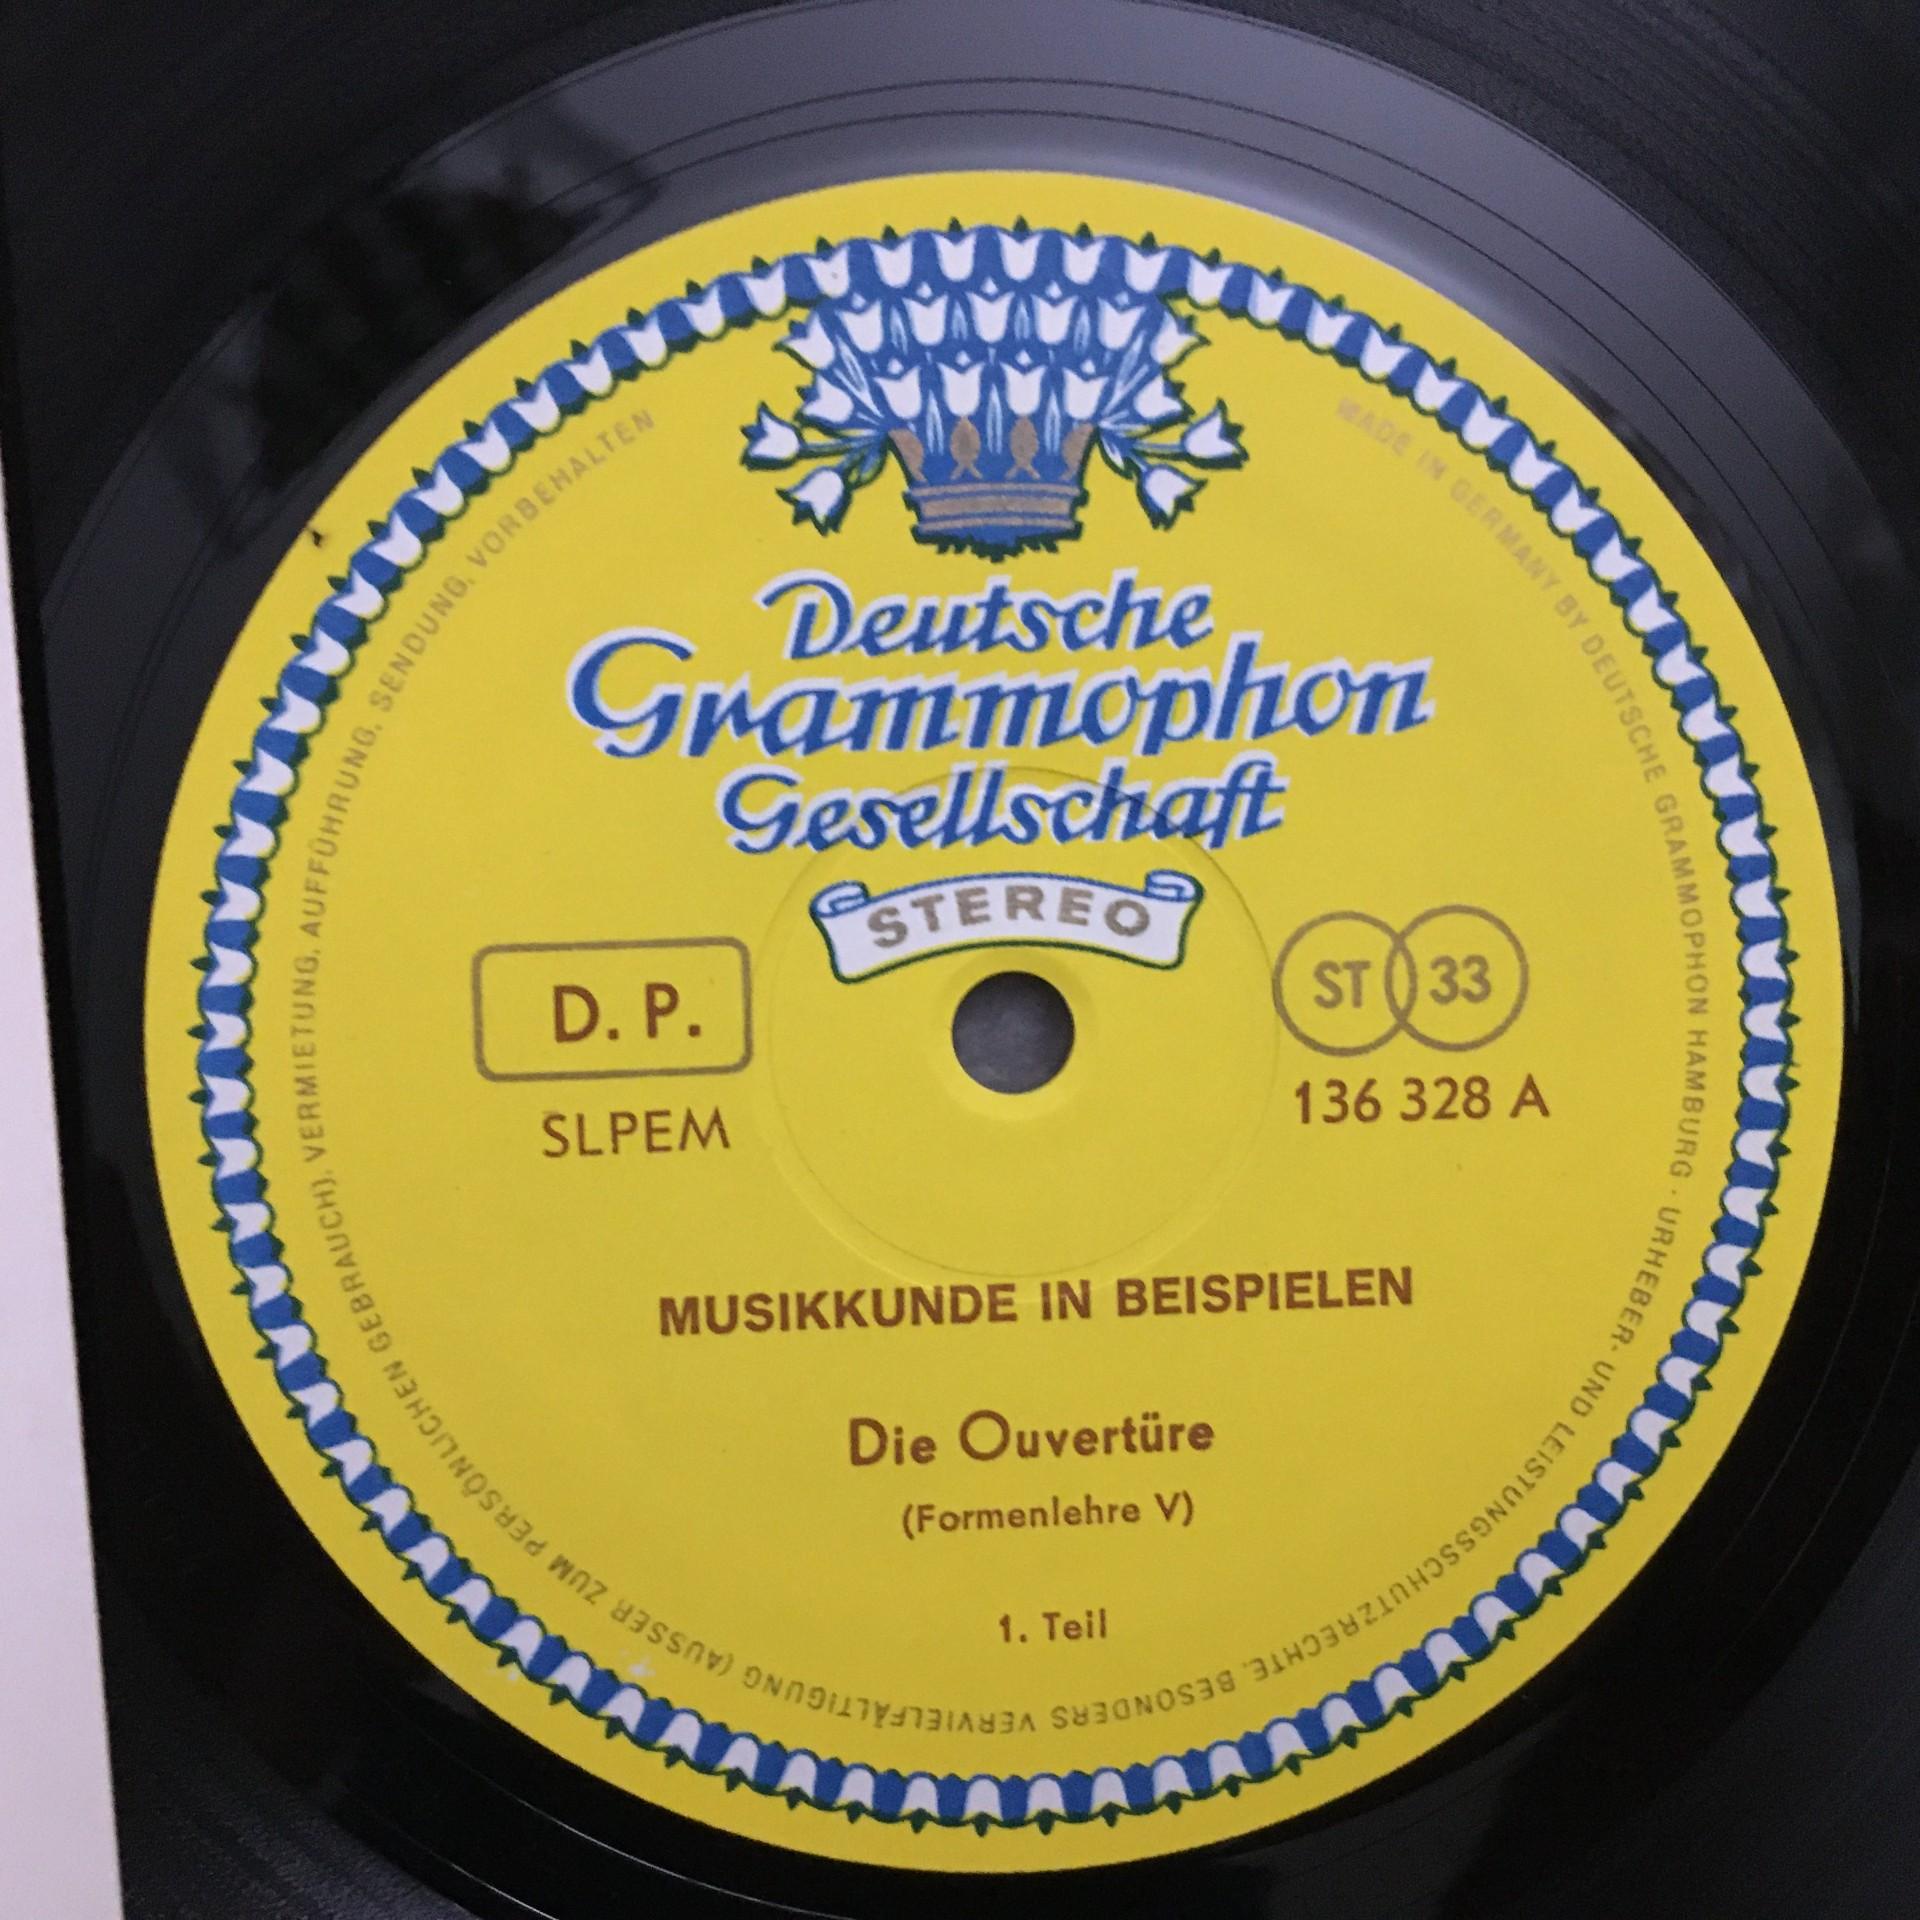 Deutsche
Grammophon
Gesellschaft
STEREO
D. P.
ST 33
SLPEM
136 328 A
MUSIKKUNDE IN BEISPIELEN
Die Ouvertüre
(Formenlehre V)
1. Teil
MADE IN GERMANY BY DEUTSCHE GRAMMOPHON HAMBURG · URHEBER- UND LEISTUNGSSCHUTZRECHTE, BESONDERS VERVIELFÄLTIGUNG (AUSSER ZUM PERSÖNLICHEN GEBRAUCH), VERMIETUNG, AUFFÜHRUNG, SENDUNG, VORBEHALTEN